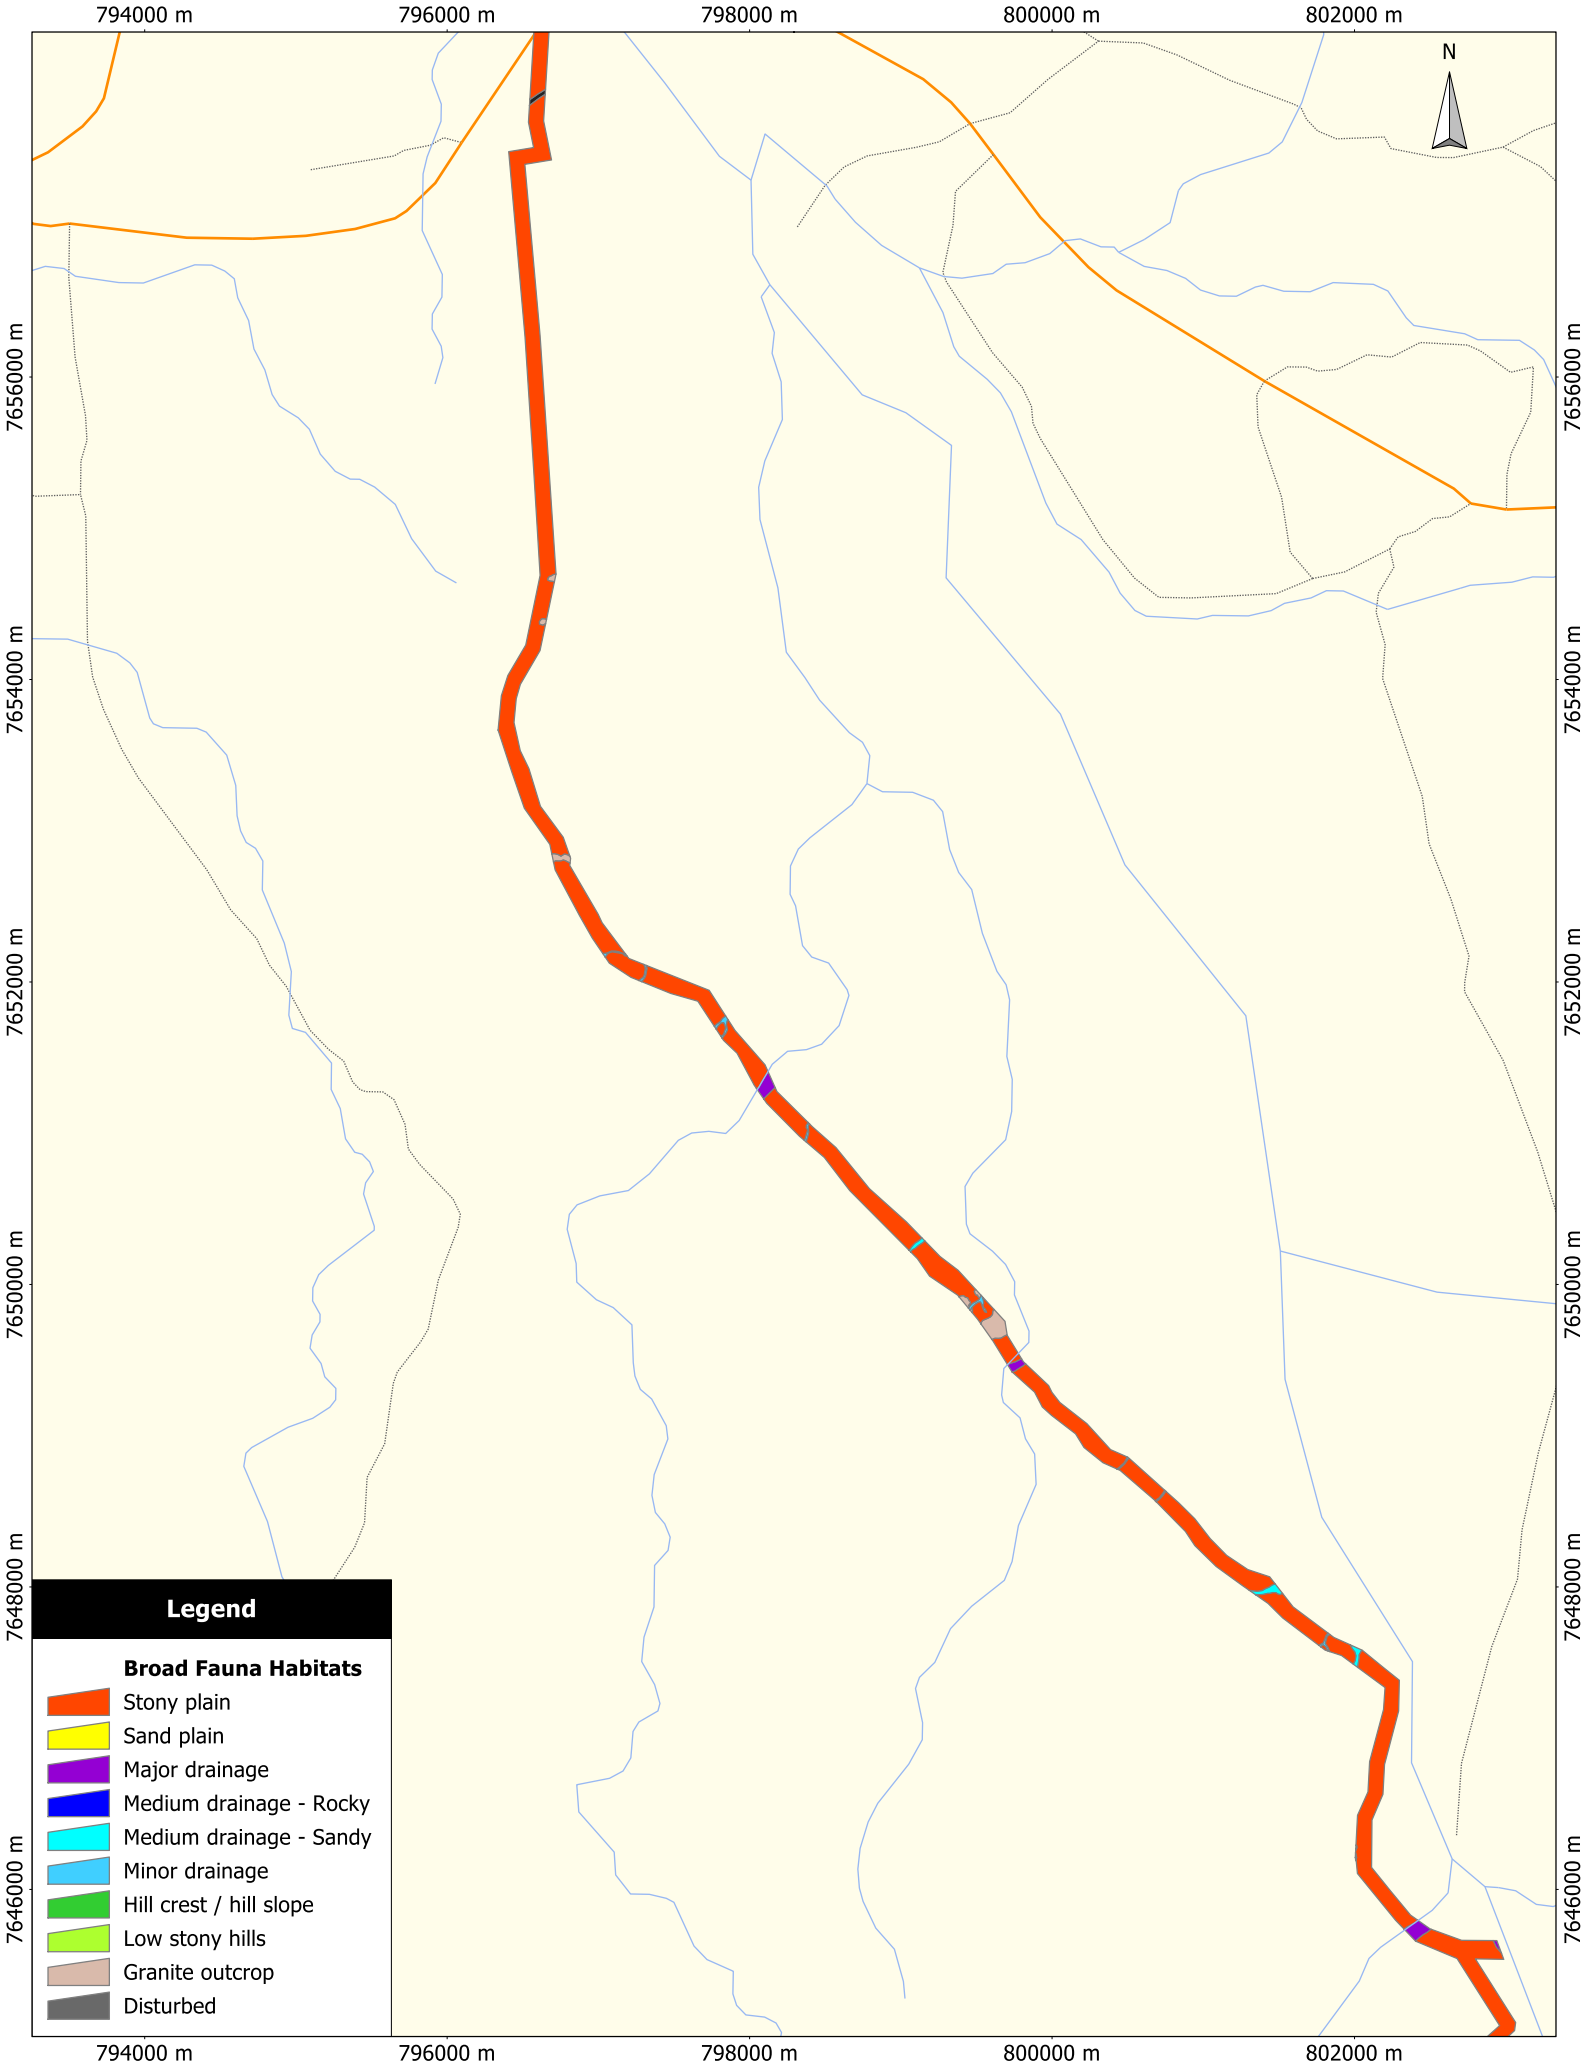 794000 m 796000 m 798000 m 800000 m 802000 m
N
7656000 m 7656000 m
7654000 m 7654000 m
7652000 m 7652000 m
7650000 m 7650000 m
7648000 m 7648000 m
7646000 m 7646000 m
Legend
Broad Fauna Habitats
Stony plain
Sand plain
Major drainage
Medium drainage - Rocky
Medium drainage - Sandy
Minor drainage
Hill crest / hill slope
Low stony hills
Granite outcrop
Disturbed
794000 m 796000 m 798000 m 800000 m 802000 m